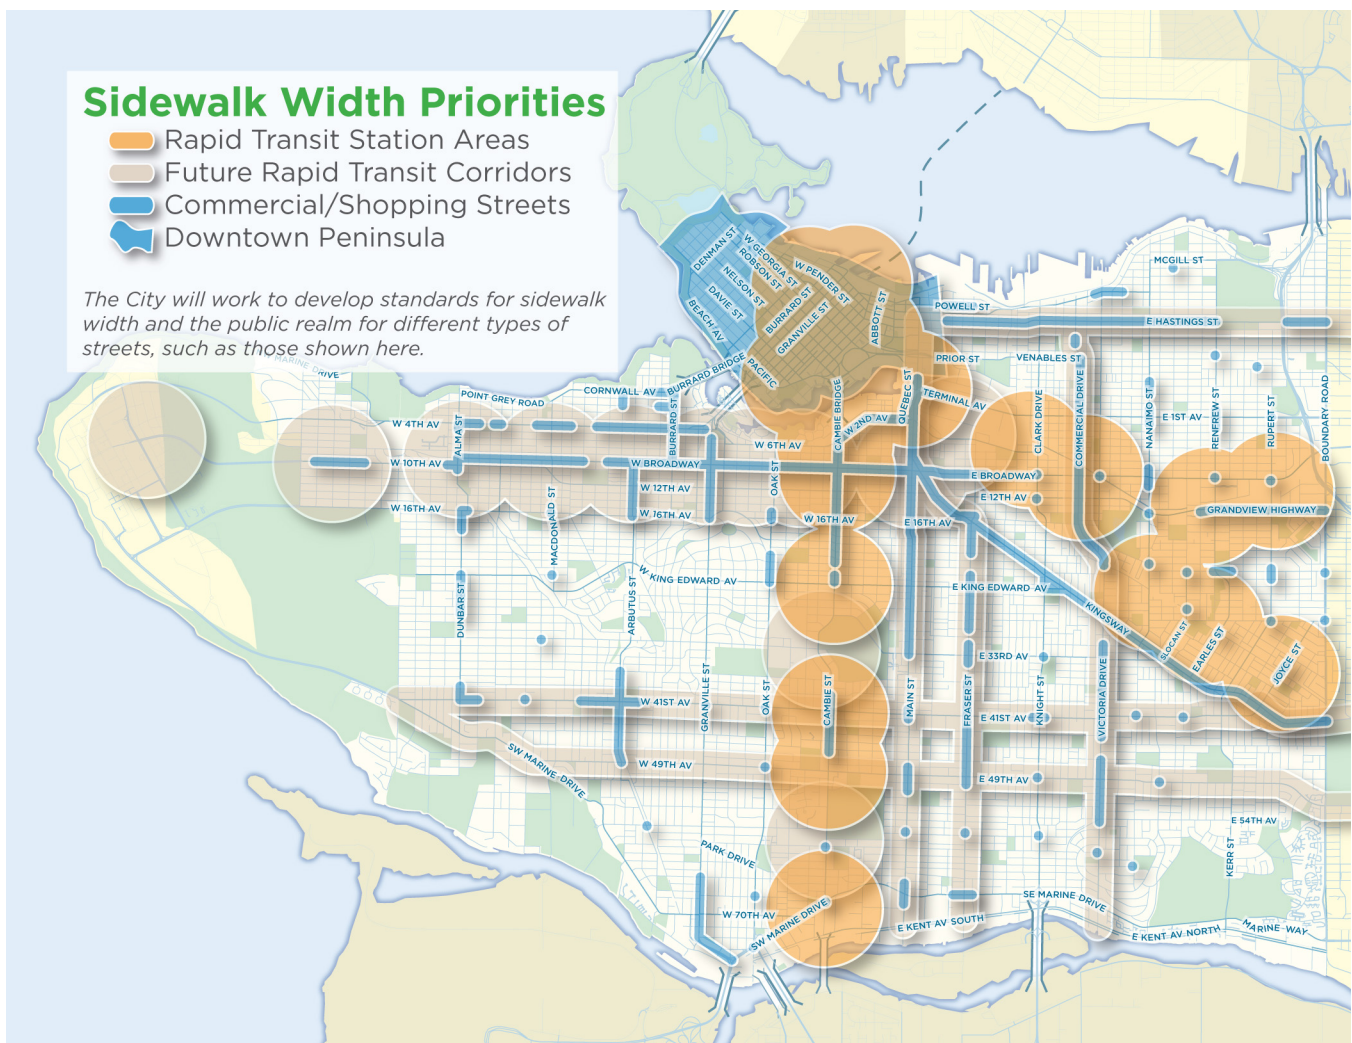 Sidewalk Width Priorities
Rapid Transit Station Areas
Future Rapid Transit Corridors
Commercial/Shopping Streets
Downtown Peninsula
The City will work to develop standards for sidewalk
width and the public realm for different types of
streets, such as those shown here.
MARINE DRIVE
DENMAN ST
W GEORGIA ST
ROBSON ST
NELSON ST
DAVIE ST
BEACH AV
W PENDER ST
BURRARD ST
GRANVILLE ST
ABBOTT ST
PACIFIC
BURRARD BRIDGE
MCGILL ST
POWELL ST
E HASTINGS ST
PRIOR ST
VENABLES ST
TERMINAL AV
CORNWALL AV
POINT GREY ROAD
W 4TH AV
ALMA ST
BURRARD ST
W 6TH AV
CAMBIE BRIDGE
W 2ND AV
QUEBEC ST
CLARK DRIVE
COMMERCIAL DRIVE
NANAIMO ST
E 1ST AV
RENFREW ST
RUPERT ST
BOUNDARY ROAD
W 10TH AV
W BROADWAY
E BROADWAY
W 12TH AV
OAK ST
E 12TH AV
W 16TH AV
MACDONALD ST
W 16TH AV
W 16TH AV
E 16TH AV
GRANDVIEW HIGHWAY
W KING EDWARD AV
E KING EDWARD AV
DUNBAR ST
ARBUTUS ST
KINGSWAY
SLOCAN ST
EARLES ST
JOYCE ST
E 33RD AV
GRANVILLE ST
OAK ST
CAMBIE ST
MAIN ST
FRASER ST
KNIGHT ST
VICTORIA DRIVE
W 41ST AV
E 41ST AV
SW MARINE DRIVE
W 49TH AV
E 49TH AV
E 54TH AV
KERR ST
PARK DRIVE
W 70TH AV
SW MARINE DRIVE
SE MARINE DRIVE
E KENT AV SOUTH
E KENT AV NORTH
MARINE WAY